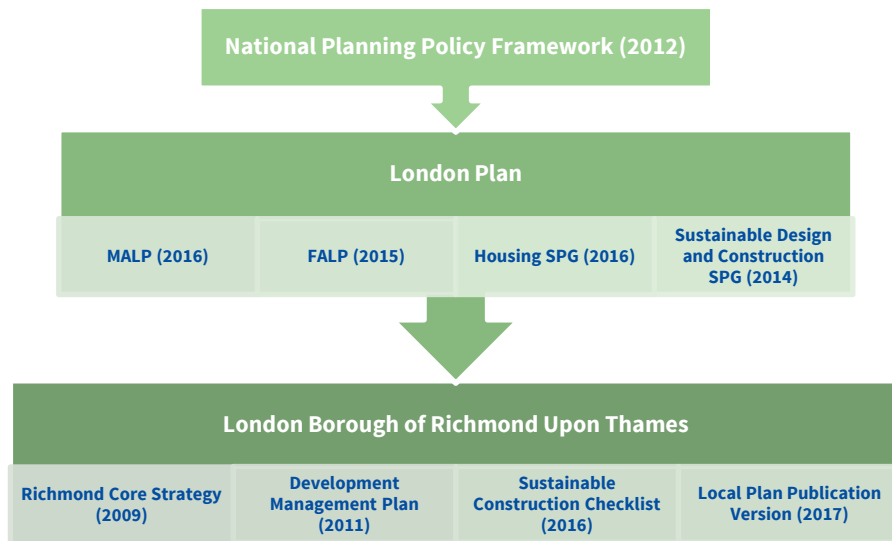 National Planning Policy Framework (2012)
London Plan
MALP (2016)
FALP (2015)
Housing SPG (2016)
Sustainable Design
and Construction
SPG (2014)
London Borough of Richmond Upon Thames
Richmond Core Strategy
(2009)
Development
Management Plan
(2011)
Sustainable
Construction Checklist
(2016)
Local Plan Publication
Version (2017)